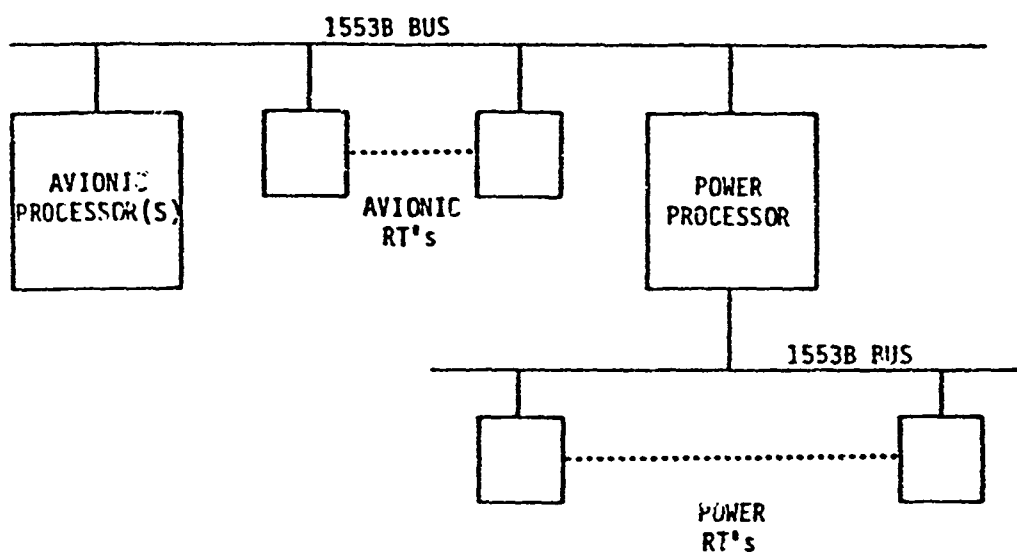 1553B BUS
AVIONIC
PROCESSOR(S)
AVIONIC
RT's
POWER
PROCESSOR
1553B BUS
POWER
RT's